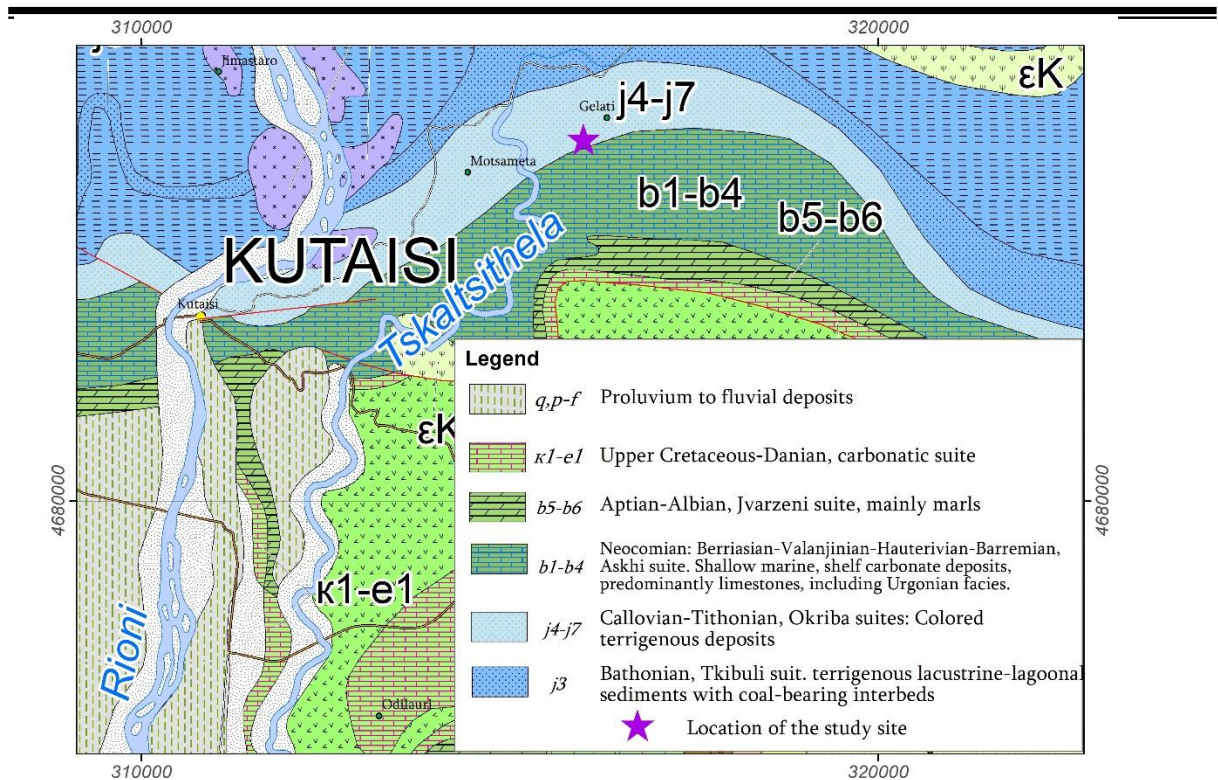 310000
320000
Jimastaro
εK
Gelati
j4-j7
Motsameta
b1-b4
b5-b6
KUTAISI
Kutaisi
Tskaltsithela
εK
4680000
4680000
κ1-e1
Rioni
Odilauri
Legend
q,p-f Proluvium to fluvial deposits
κ1-e1 Upper Cretaceous-Danian, carbonatic suite
b5-b6 Aptian-Albian, Jvarzeni suite, mainly marls
b1-b4 Neocomian: Berriasian-Valanjinian-Hauterivian-Barremian,
Askhi suite. Shallow marine, shelf carbonate deposits,
predominantly limestones, including Urgonian facies.
j4-j7 Callovian-Tithonian, Okriba suites: Colored
terrigenous deposits
j3 Bathonian, Tkibuli suit. terrigenous lacustrine-lagoonal
sediments with coal-bearing interbeds
Location of the study site
310000
320000